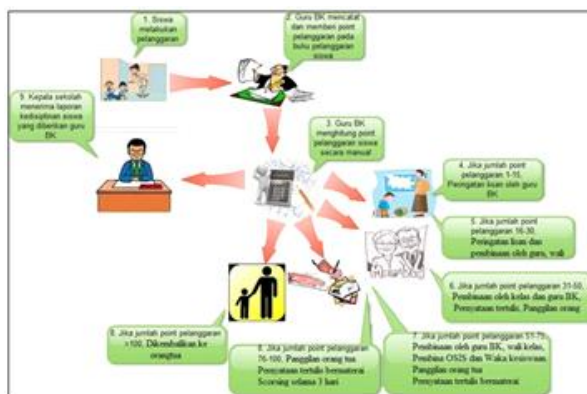 1. Siswa
melakukan
pelanggaran
2. Guru BK mencatat
dan memberi point
pelanggaran pada
buku pelanggaran
siswa
9. Kepala sekolah
menerima laporan
kedisiplinan siswa
yang diberikan guru
BK
3. Guru BK
menghitung point
pelanggaran siswa
secara manual
4. Jika jumlah point
pelanggaran 1-15,
Peringatan lisan oleh guru
BK
5. Jika jumlah point
pelanggaran 16-30,
Peringatan lisan dan
pembinaan oleh guru, wali
6. Jika jumlah point pelanggaran 31-50,
Pembinaan oleh kelas dan guru BK,
Pernyataan tertulis, Panggilan orang
7. Jika jumlah point pelanggaran 51-75,
Pembinaan oleh guru BK, wali kelas,
Pembina OSIS dan Waka kesiswaan
Panggilan orang tua
Pernyataan tertulis bermaterai
8. Jika jumlah point pelanggaran
76-100, Panggilan orang tua
Pernyataan tertulis bermaterai
Scorsing selama 3 hari
Jika jumlah point pelanggaran
>100, Dikembalikan ke
orangtua